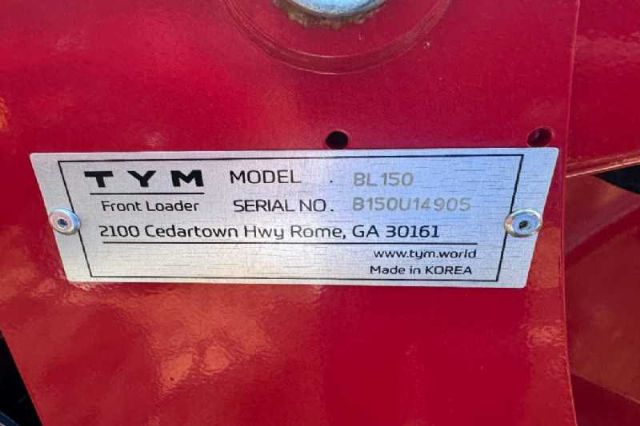 TYM MODEL . BL150
Front Loader SERIAL NO. B150U14905
2100 Cedartown Hwy Rome, GA 30161
www.tym.world
Made in KOREA